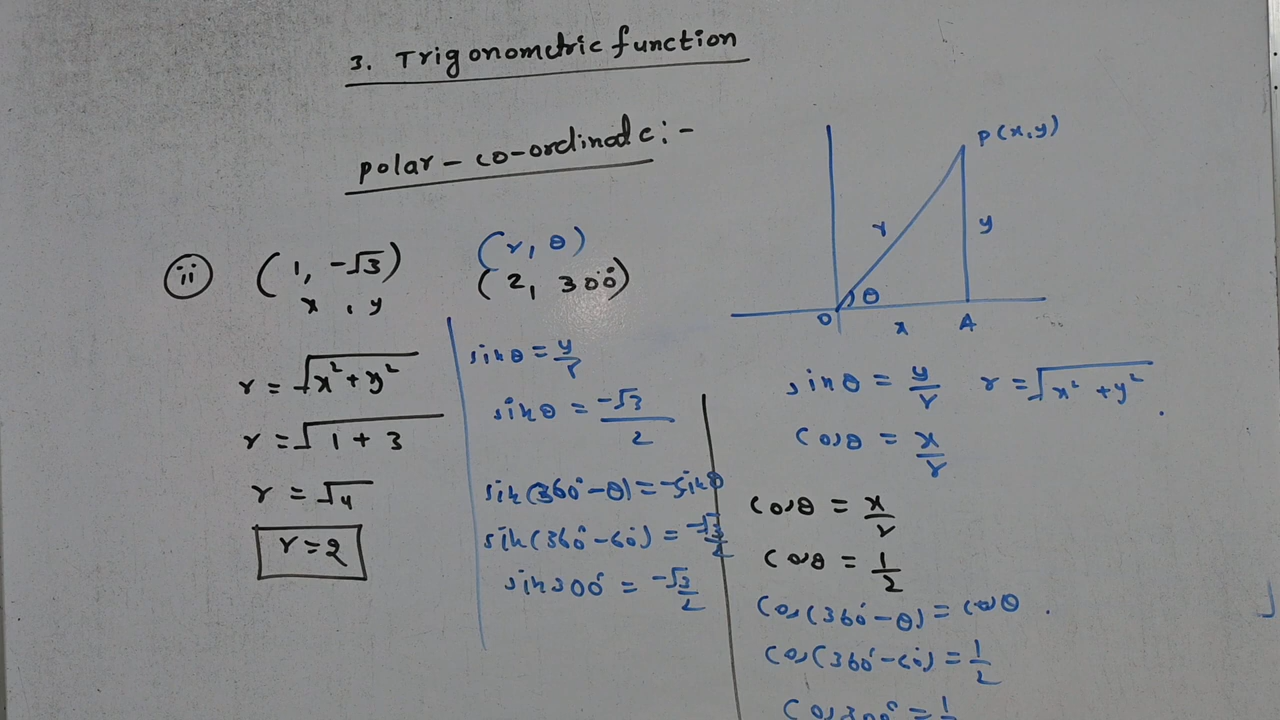 3. Trigonometric function
polar - co-ordinate :-
P(x,y)
r
y
θ
O
x
A
(ii) (1, -√3)
x , y
(r, θ)
(2, 300°)
r = √x²+y²
r = √1 + 3
r = √4
r = 2
sinθ = y/r
sinθ = -√3/2
sin(360°-θ) = -sinθ
sin(360°-60°) = -√3/2
sin300° = -√3/2
sinθ = y/r r = √x² + y²
cosθ = x/r
cosθ = x/r
cosθ = 1/2
cos(360°-θ) = cosθ .
cos(360°-60°) = 1/2
cos300° = 1/